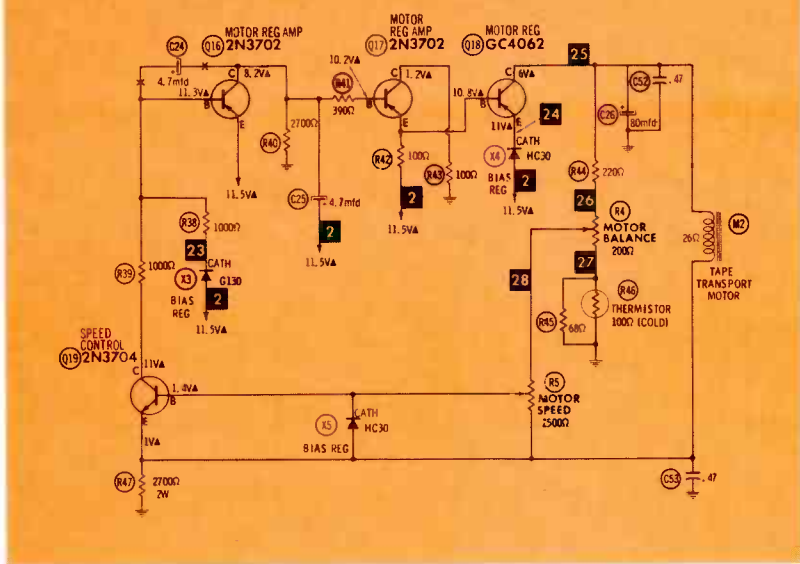 MOTOR REG AMP
C24
Q16 2N3702
4.7mfd
8.2V▲
11.3V▲
C
B
E
11.5V▲
MOTOR
REG
AMP
Q17 2N3702
10.2V▲
C
1.2V▲
R41
390Ω
B
E
R40
2700Ω
C25
4.7mfd
2
11.5V▲
R42
100Ω
2
11.5V▲
R43
100Ω
MOTOR REG
Q18 GC4062
C
6V▲
10.8V▲
B
E
11V▲
24
CATH
X4
HC30
BIAS
REG
2
11.5V▲
25
C52
.47
C26
80mfd
R44
220Ω
26
R4
MOTOR
BALANCE
200Ω
27
28
R46
THERMISTOR
100Ω (COLD)
R45
68Ω
26Ω
M2
TAPE
TRANSPORT
MOTOR
R38
1000Ω
23
CATH
X3
G130
BIAS
REG
2
11.5V▲
R39
1000Ω
SPEED
CONTROL
Q19 2N3704
C
11V▲
1.4V▲
B
E
1V▲
R47
2700Ω
2W
X5
CATH
HC30
BIAS REG
R5
MOTOR
SPEED
2500Ω
C53
.47